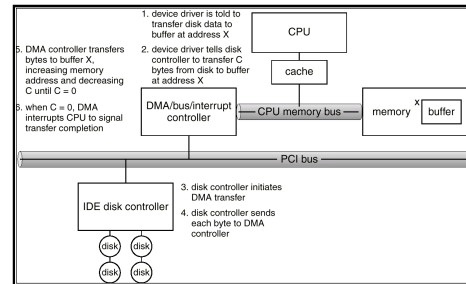 1. device driver is told to
transfer disk data to
buffer at address X
2. device driver tells disk
controller to transfer C
bytes from disk to buffer
at address X
5. DMA controller transfers
bytes to buffer X,
increasing memory
address and decreasing
C until C = 0
6. when C = 0, DMA
interrupts CPU to signal
transfer completion
CPU
cache
DMA/bus/interrupt
controller
CPU memory bus
memory
X
buffer
PCI bus
IDE disk controller
3. disk controller initiates
DMA transfer
4. disk controller sends
each byte to DMA
controller
disk
disk
disk
disk